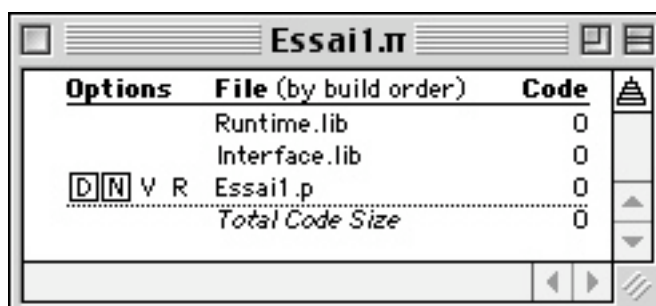 Essai1.π
Options File (by build order) Code
Runtime.lib 0
Interface.lib 0
D N V R Essai1.p 0
Total Code Size 0